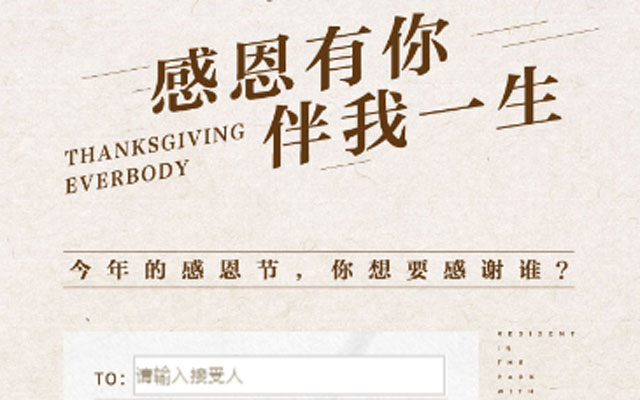 感恩有你
伴我一生
THANKSGIVING
EVERBODY
今年的感恩节，你想要感谢谁？
TO：请输入接受人
RESIDENT
IS
THE
PARK
WITH